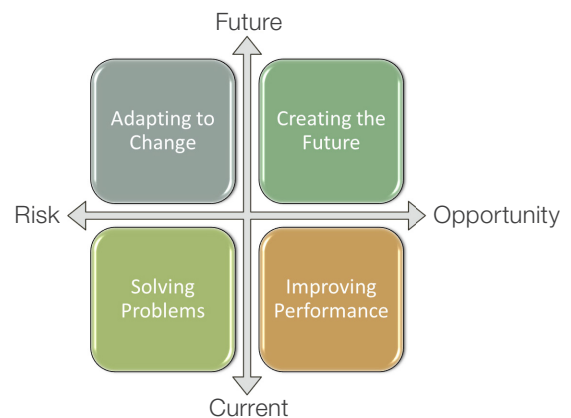 Future
Adapting to
Change
Creating the
Future
Risk
Opportunity
Solving
Problems
Improving
Performance
Current